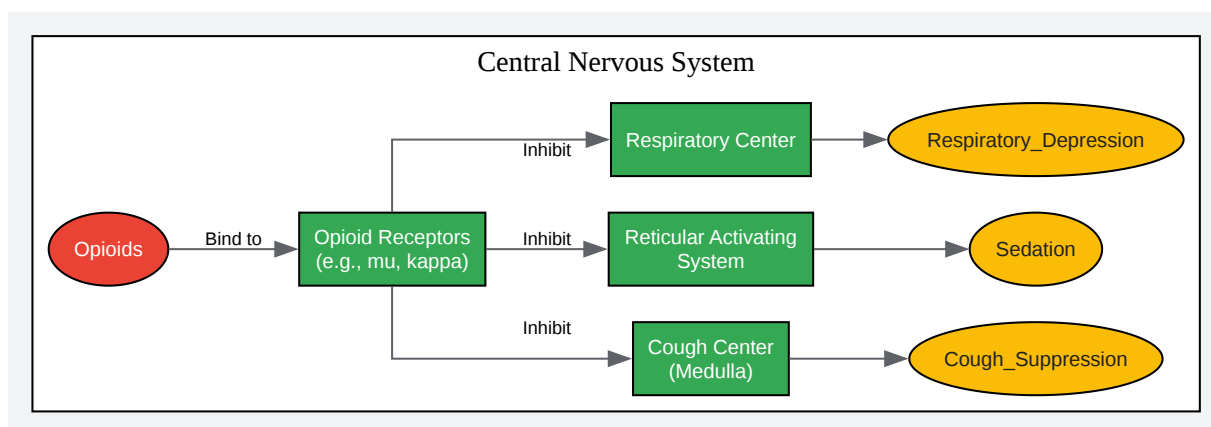 Central Nervous System
Inhibit
Respiratory Center
Respiratory_Depression
Opioids
Bind to
Opioid Receptors
(e.g., mu, kappa)
Inhibit
Reticular Activating
System
Sedation
Inhibit
Cough Center
(Medulla)
Cough_Suppression